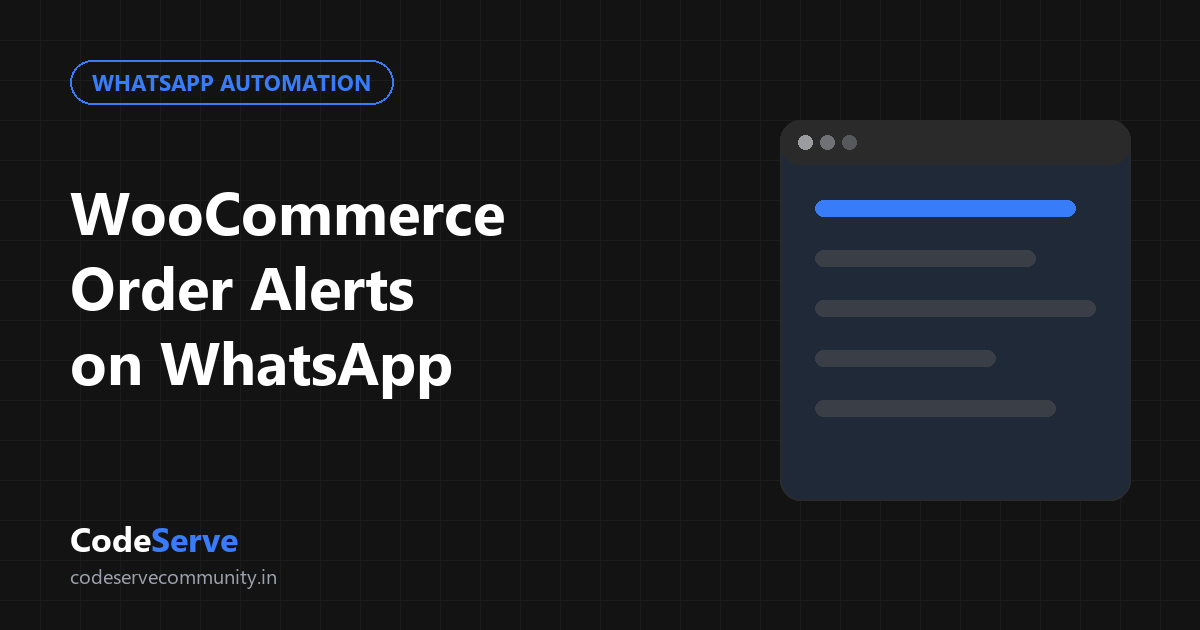 WHATSAPP AUTOMATION
WooCommerce
Order Alerts
on WhatsApp
CodeServe
codeservecommunity.in